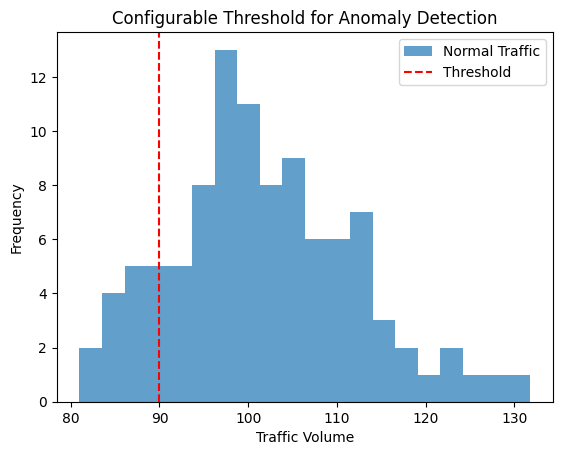 Configurable Threshold for Anomaly Detection
Normal Traffic
Threshold
Frequency
12
10
8
6
4
2
0
80 90 100 110 120 130
Traffic Volume